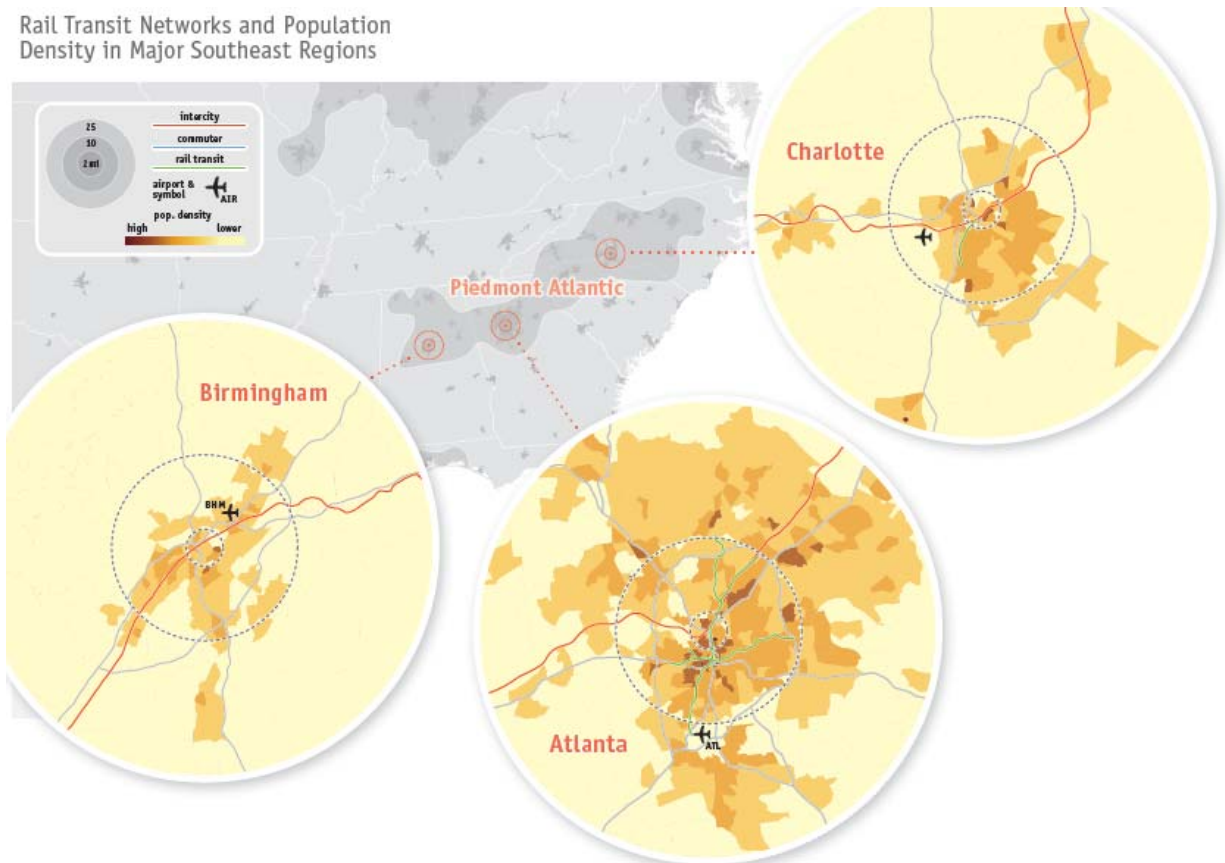 Rail Transit Networks and Population
Density in Major Southeast Regions
25
10
2 mi
intercity
commuter
rail transit
airport &
symbol
AIR
pop. density
high
lower
Charlotte
Piedmont Atlantic
Birmingham
BHM
Atlanta
ATL